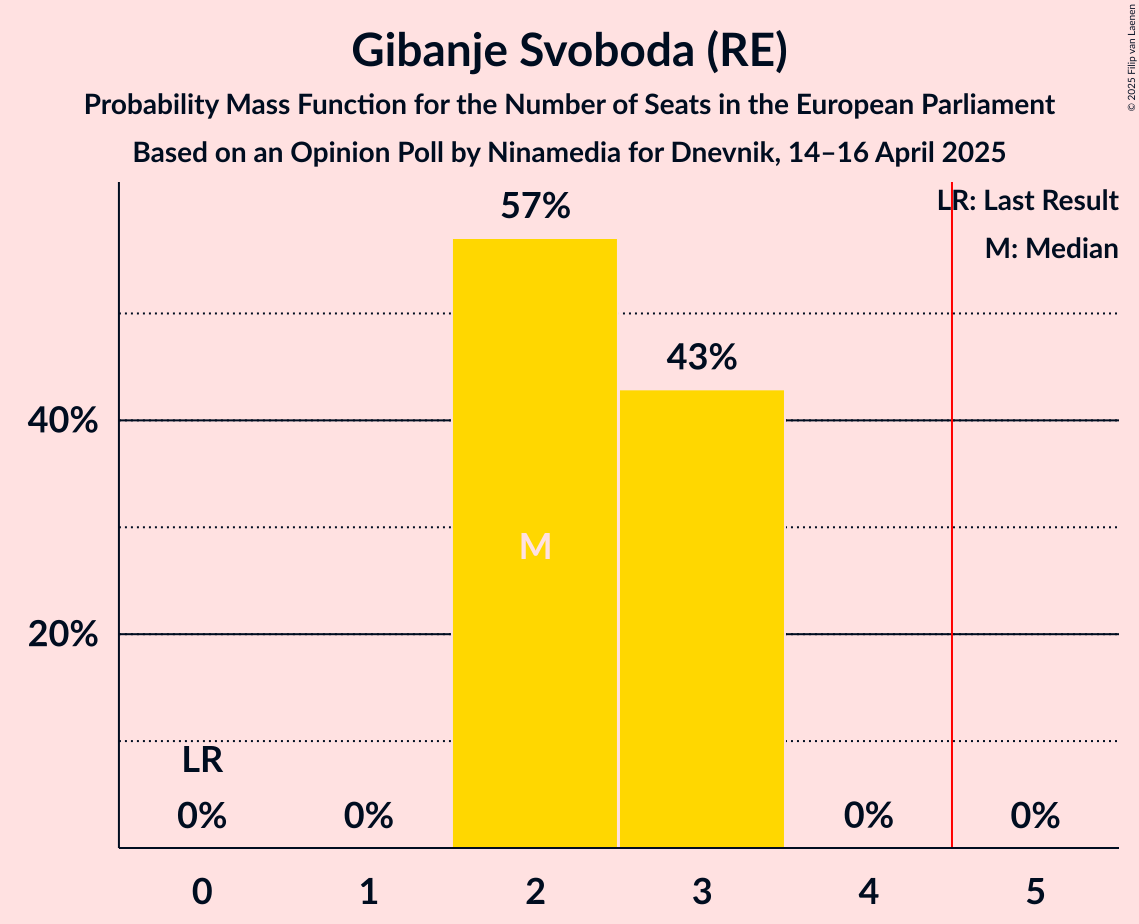 Gibanje Svoboda (RE)
Probability Mass Function for the Number of Seats in the European Parliament
Based on an Opinion Poll by Ninamedia for Dnevnik, 14–16 April 2025
© 2025 Filip van Laenen
LR: Last Result
M: Median
57%
43%
40%
20%
M
LR
0%
0%
0%
0%
0
1
2
3
4
5